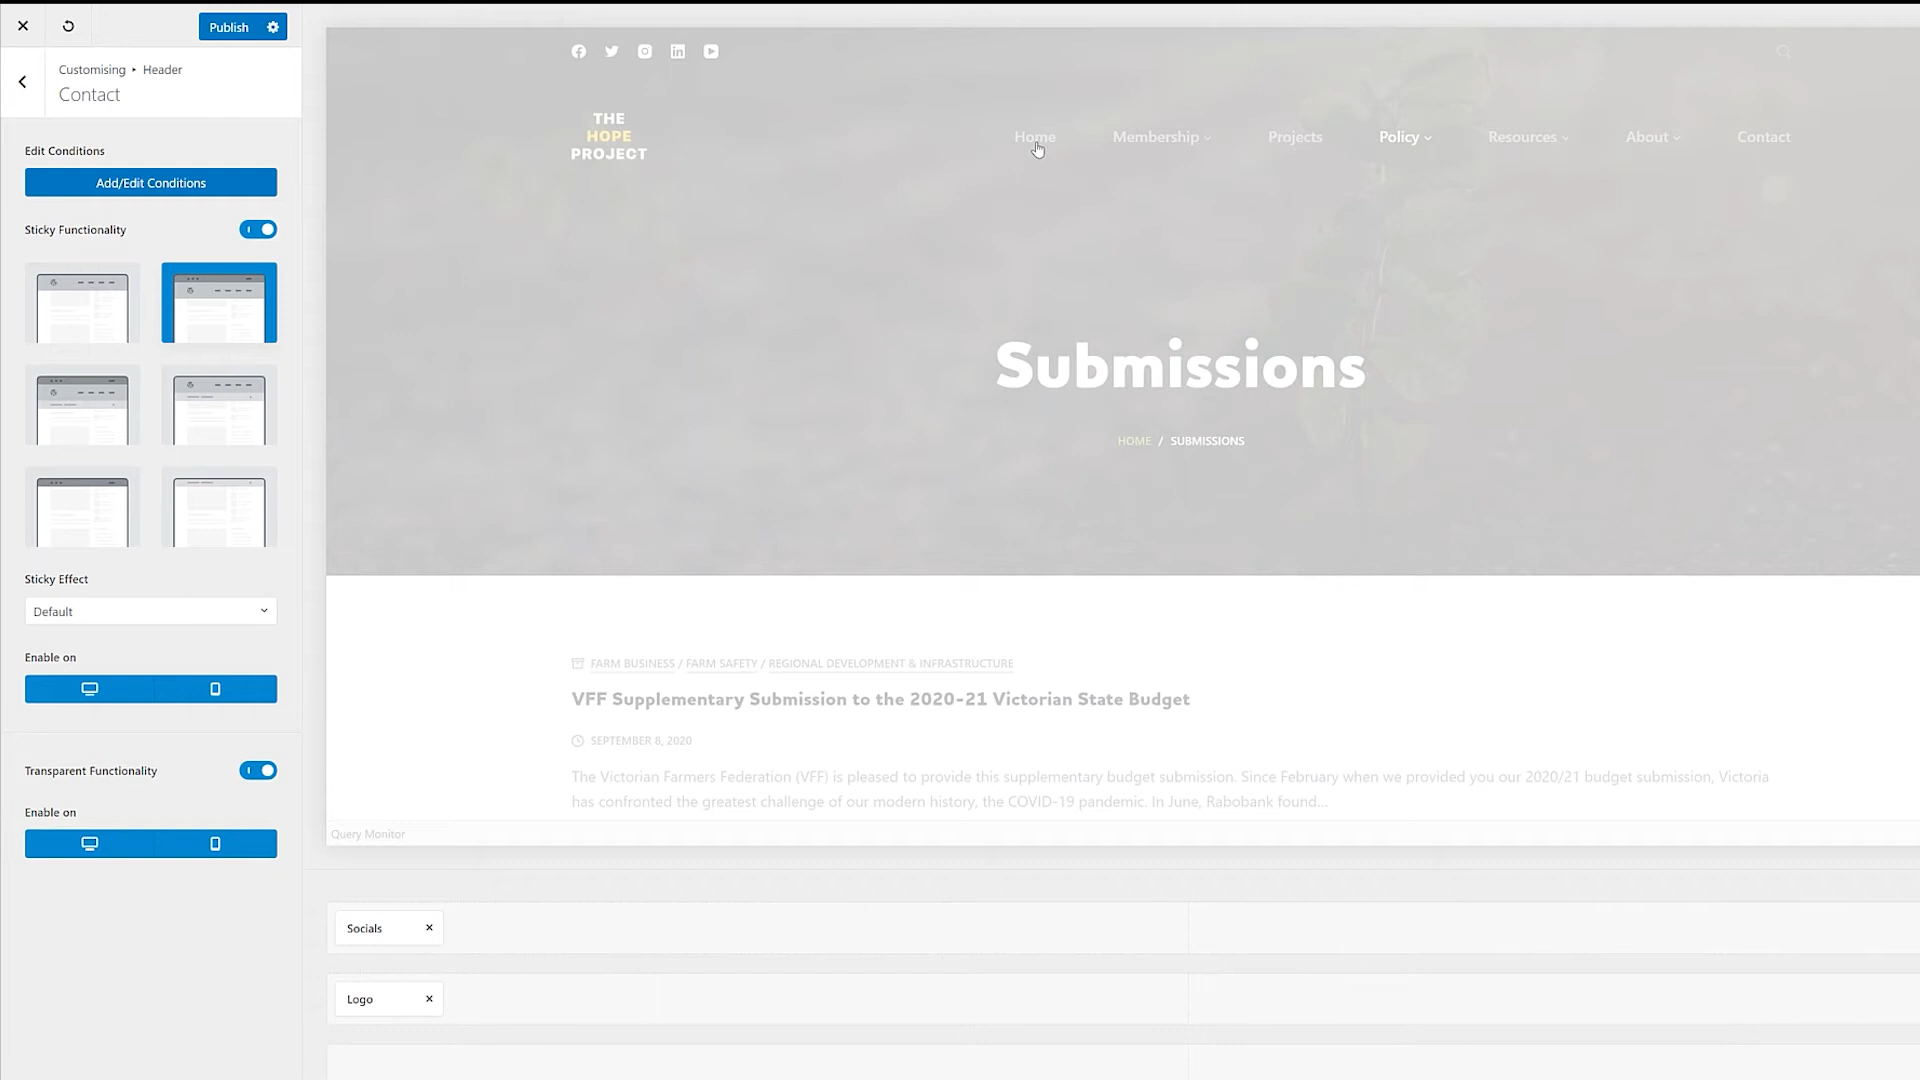 Publish
Customising ▸ Header
Contact
Edit Conditions
Add/Edit Conditions
Sticky Functionality
Sticky Effect
Default
Enable on
Transparent Functionality
Enable on
THE
HOPE
PROJECT
Home Membership Projects Policy Resources About Contact
Submissions
HOME / SUBMISSIONS
FARM BUSINESS / FARM SAFETY / REGIONAL DEVELOPMENT & INFRASTRUCTURE
VFF Supplementary Submission to the 2020-21 Victorian State Budget
SEPTEMBER 8, 2020
The Victorian Farmers Federation (VFF) is pleased to provide this supplementary budget submission. Since February when we provided you our 2020/21 budget submission, Victoria
has confronted the greatest challenge of our modern history, the COVID-19 pandemic. In June, Rabobank found...
Query Monitor
Socials
Logo